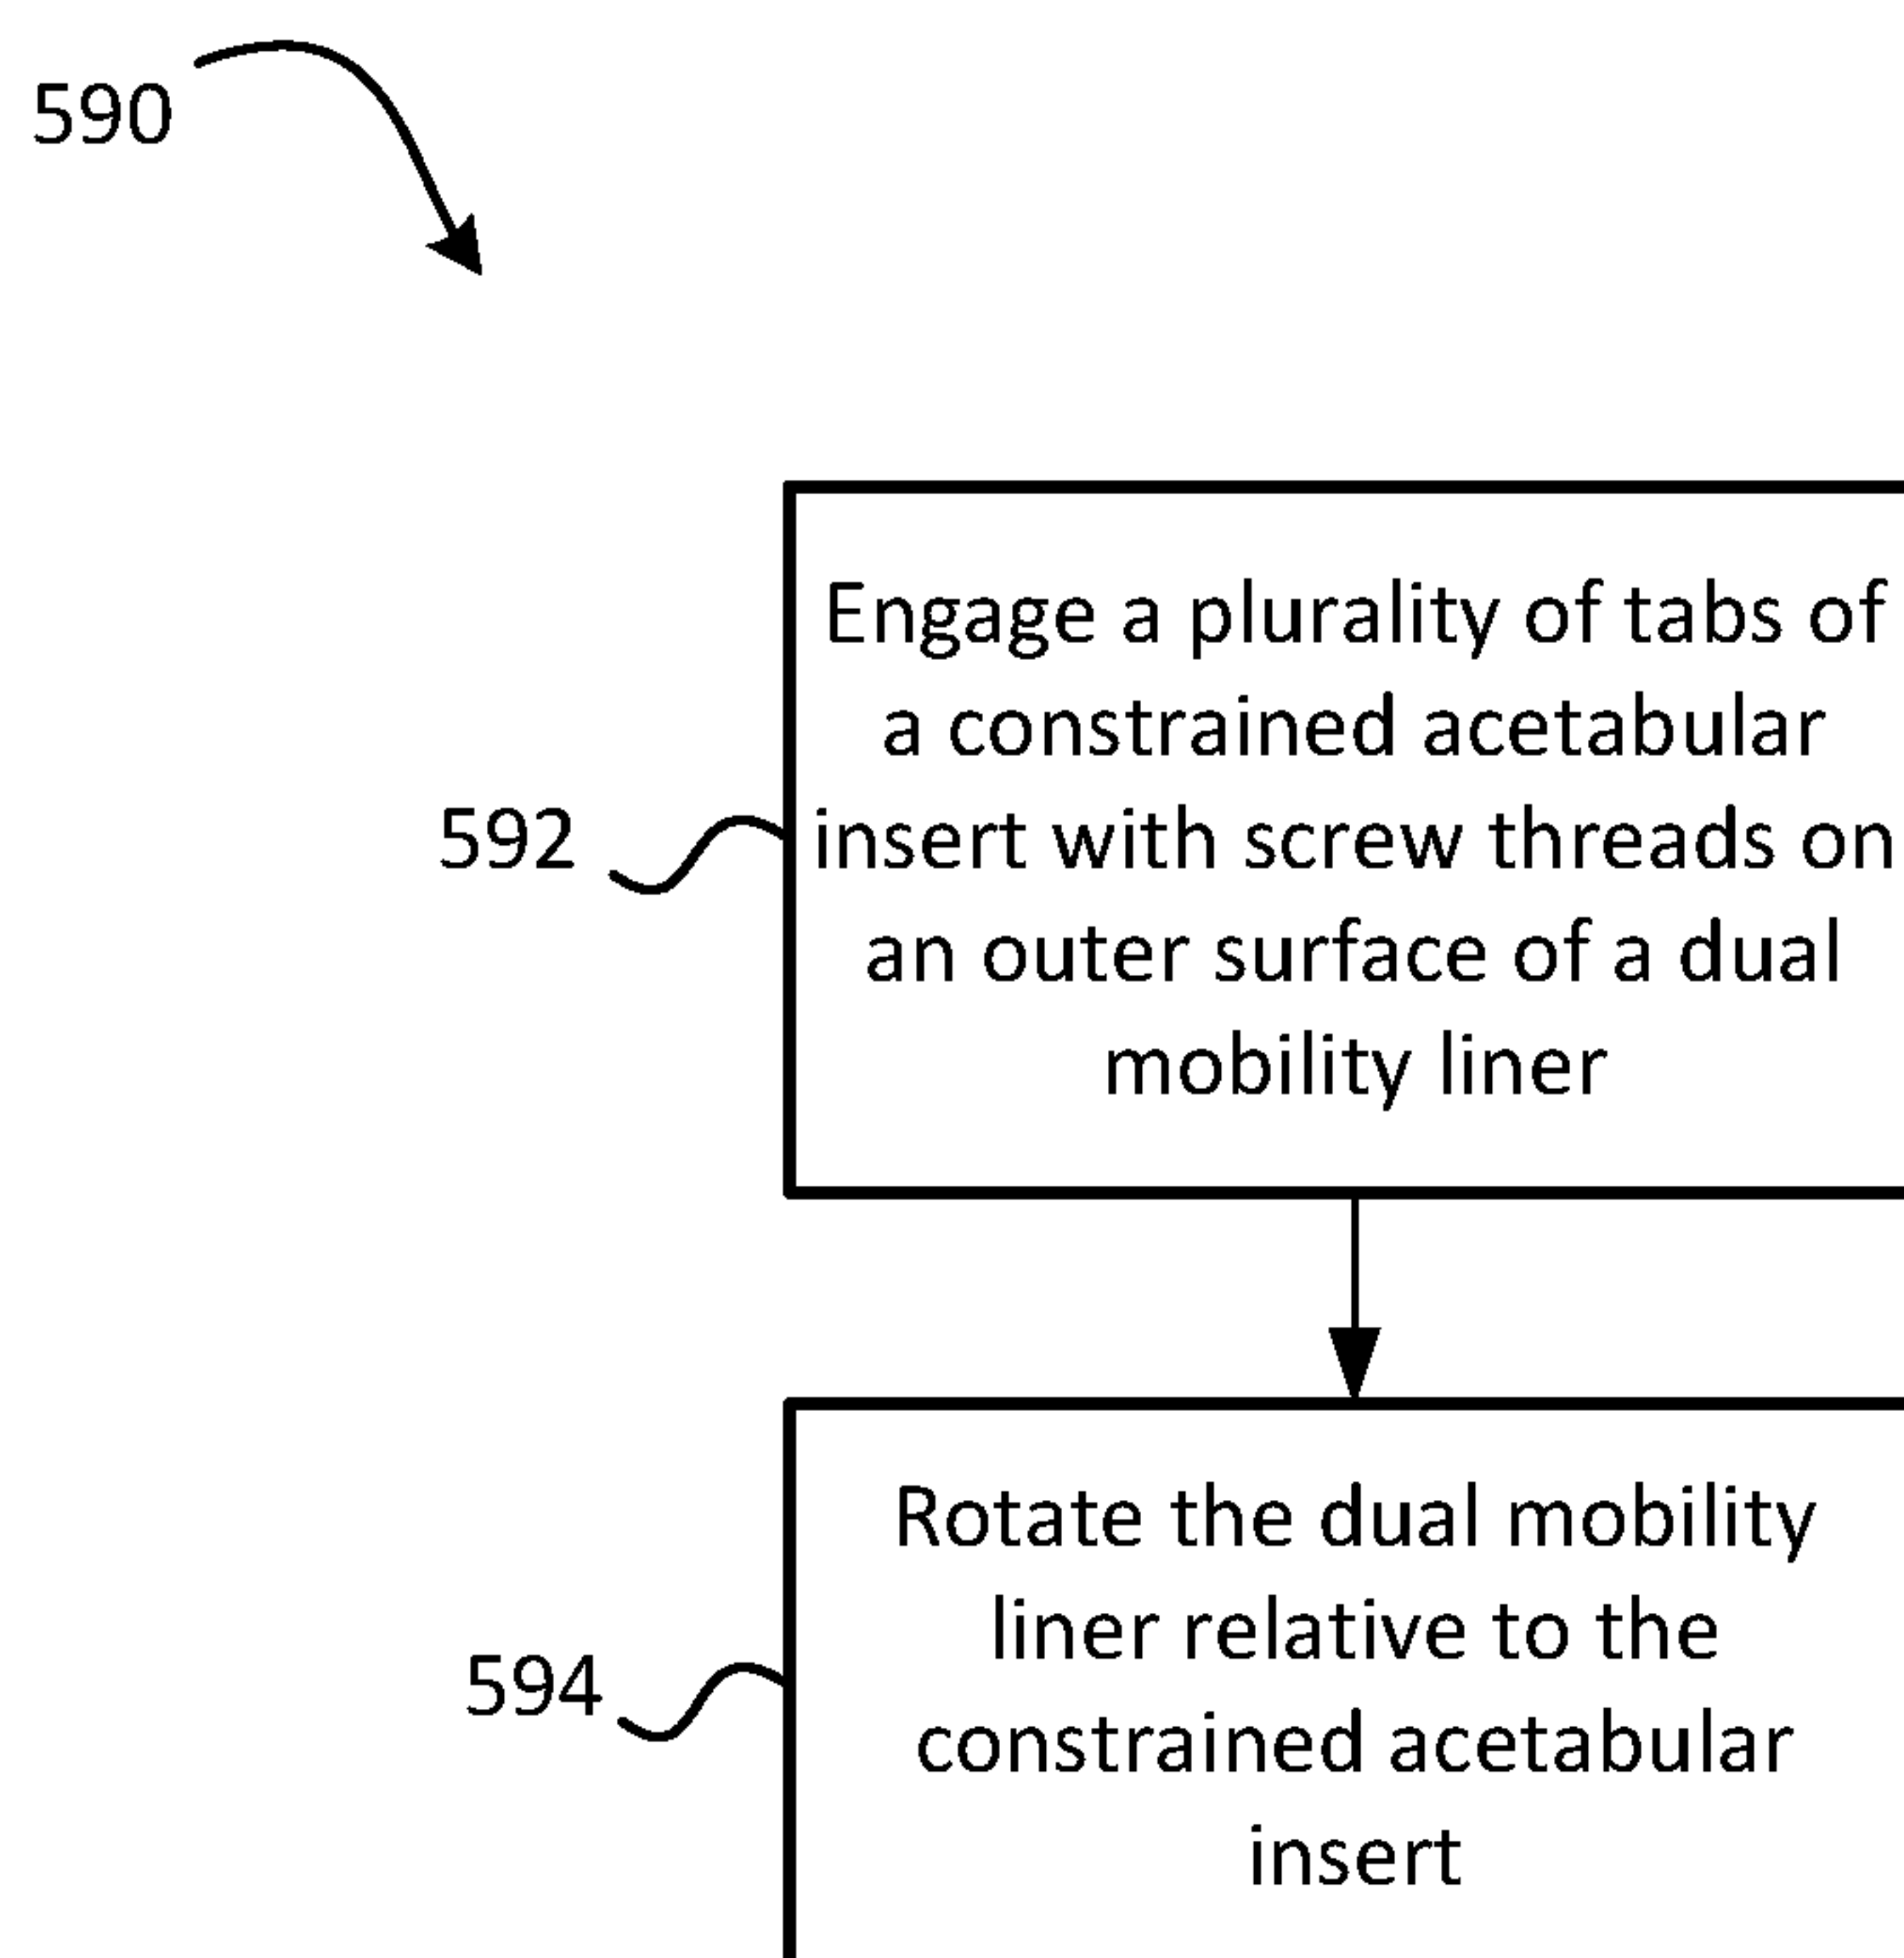 590
Engage a plurality of tabs of
a constrained acetabular
592
insert with screw threads on
an outer surface of a dual
mobility liner
Rotate the dual mobility
liner relative to the
594
constrained acetabular
insert